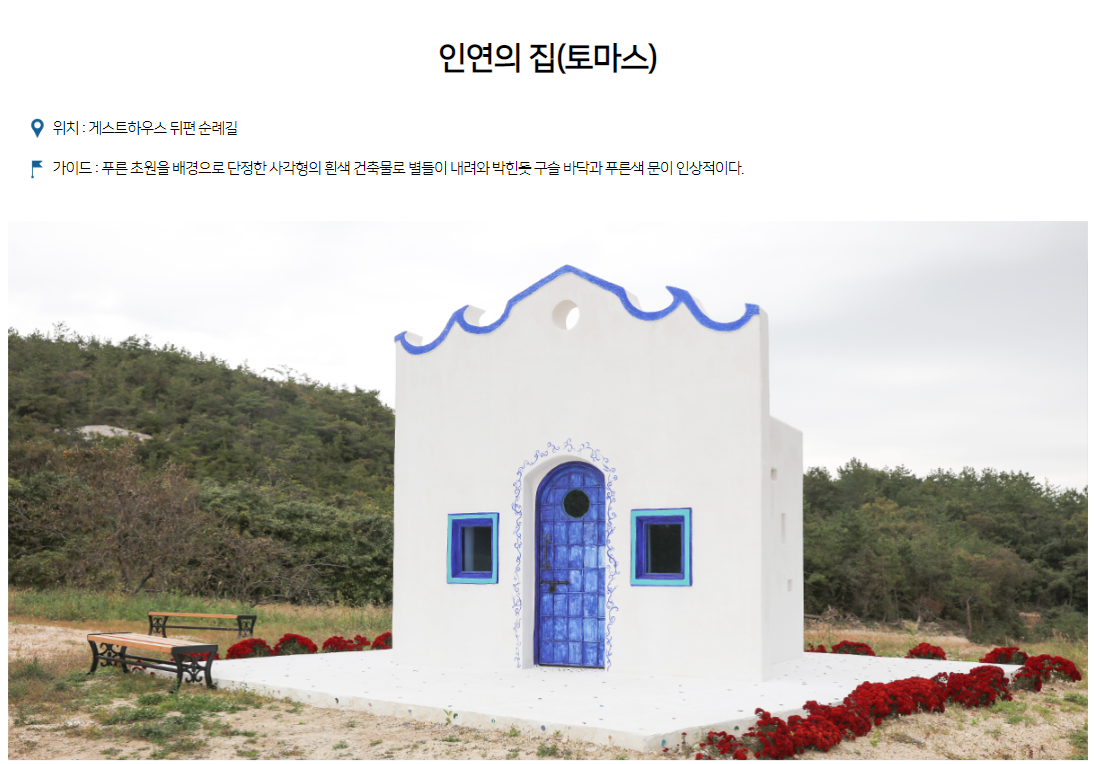 인연의 집(토마스)
위치 : 게스트하우스 뒤편 순례길
가이드 : 푸른 초원을 배경으로 단정한 사각형의 흰색 건축물로 별들이 내려와 박힌듯 구슬 바닥과 푸른색 문이 인상적이다.